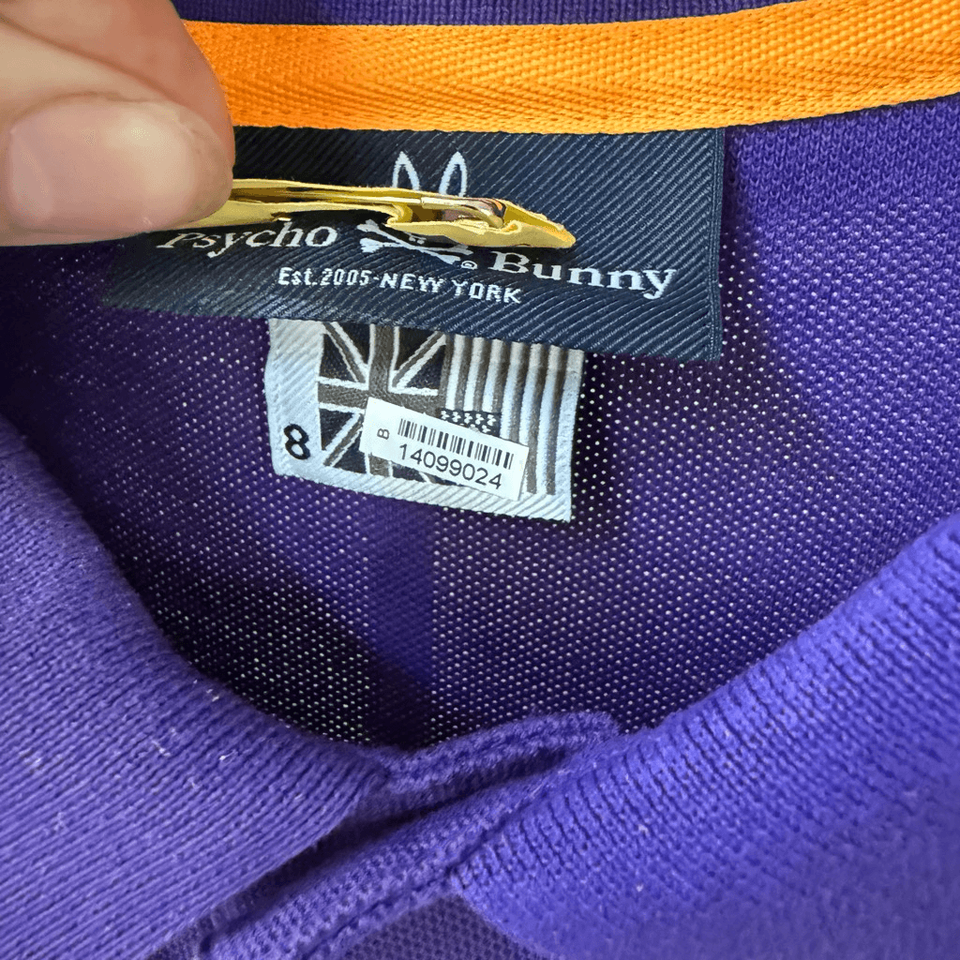 Psycho Bunny
®
Est.2005-NEW YORK
8
B
14099024